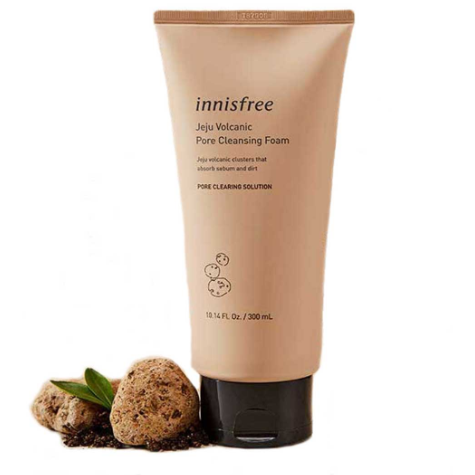 innisfree
Jeju Volcanic
Pore Cleansing Foam
Jeju volcanic clusters that
absorb sebum and dirt
PORE CLEARING SOLUTION
10.14 FL Oz. / 300 mL